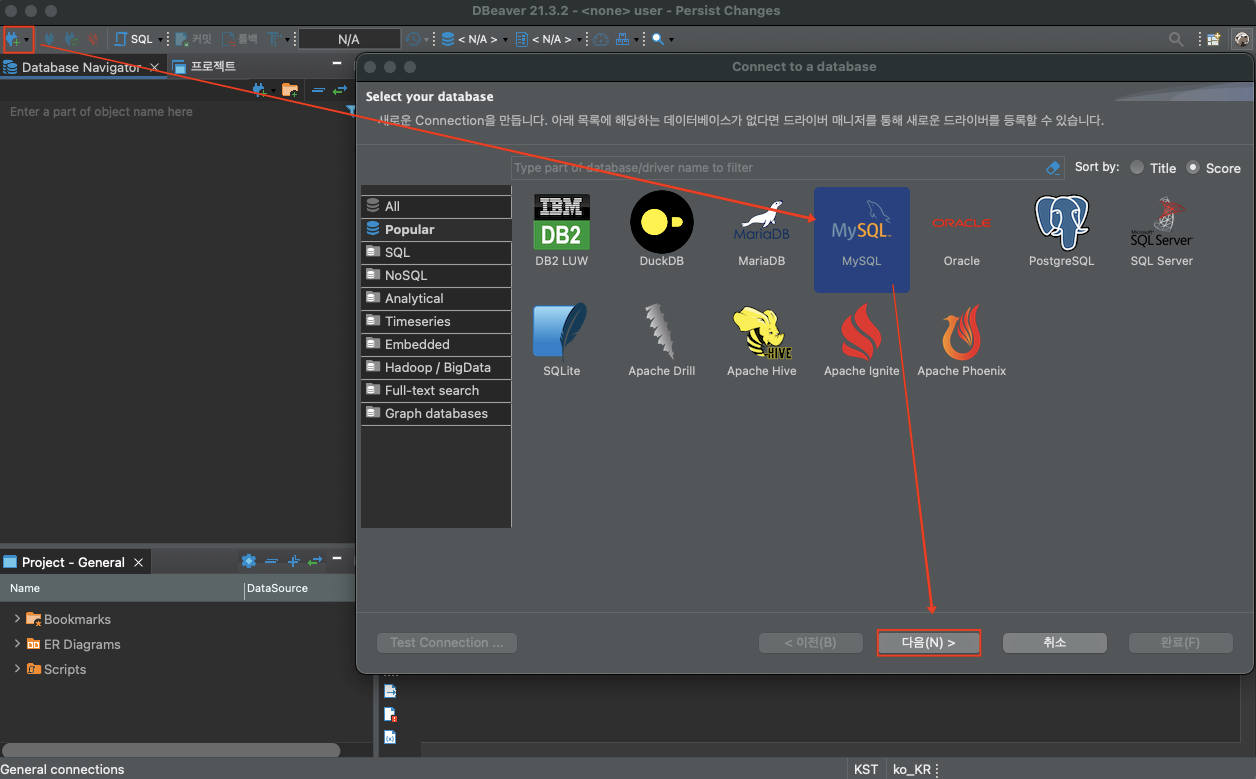 DBeaver 21.3.2 - <none> user - Persist Changes
SQL 커밋 롤백 T N/A < N/A > < N/A >
Database Navigator 프로젝트
Enter a part of object name here
Connect to a database
Select your database
새로운 Connection을 만듭니다. 아래 목록에 해당하는 데이터베이스가 없다면 드라이버 매니저를 통해 새로운 드라이버를 등록할 수 있습니다.
Type part of database/driver name to filter
Sort by: Title Score
All
Popular
SQL
NoSQL
Analytical
Timeseries
Embedded
Hadoop / BigData
Full-text search
Graph databases
IBM
DB2
DB2 LUW
DuckDB
MariaDB
MariaDB
MySQL
MySQL
ORACLE
Oracle
PostgreSQL
Microsoft
SQL Server
SQL Server
SQLite
Apache Drill
HIVE
Apache Hive
Apache Ignite
Apache Phoenix
Test Connection ...
< 이전(B)
다음(N) >
취소
완료(F)
Project - General
Name DataSource
Bookmarks
ER Diagrams
Scripts
General connections
KST ko_KR